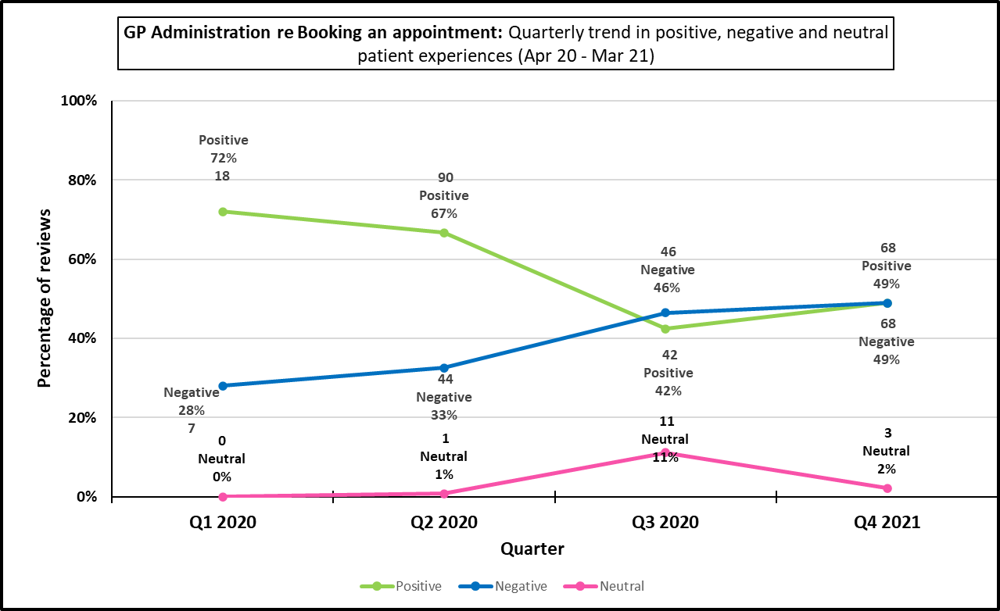 GP Administration re Booking an appointment: Quarterly trend in positive, negative and neutral
patient experiences (Apr 20 - Mar 21)
Percentage of reviews
100%
80%
60%
40%
20%
0%
Positive
72%
18
90
Positive
67%
46
Negative
46%
68
Positive
49%
Negative
28%
7
44
Negative
33%
42
Positive
42%
68
Negative
49%
0
Neutral
0%
1
Neutral
1%
11
Neutral
11%
3
Neutral
2%
Q1 2020
Q2 2020
Q3 2020
Q4 2021
Quarter
Positive
Negative
Neutral